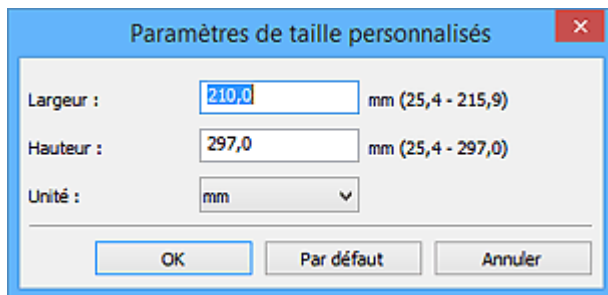 Paramètres de taille personnalisés
Largeur : 210,0 mm (25,4 - 215,9)
Hauteur : 297,0 mm (25,4 - 297,0)
Unité : mm
OK Par défaut Annuler